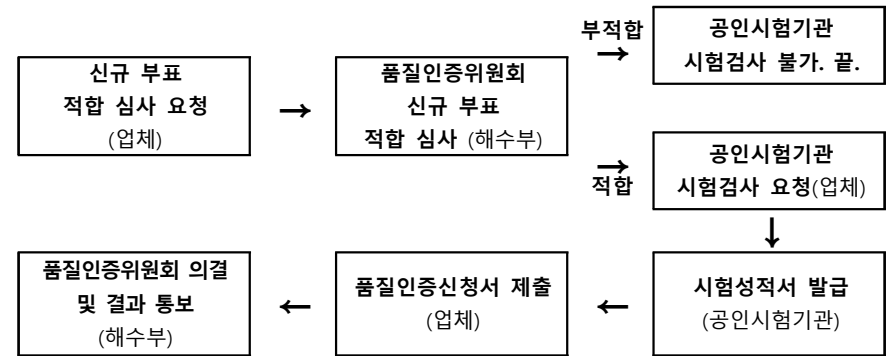 신규 부표
적합 심사 요청
(업체)
→
품질인증위원회
신규 부표
적합 심사 (해수부)
부적합
→
공인시험기관
시험검사 불가. 끝.
→
적합
공인시험기관
시험검사 요청(업체)
↓
시험성적서 발급
(공인시험기관)
←
품질인증신청서 제출
(업체)
←
품질인증위원회 의결
및 결과 통보
(해수부)